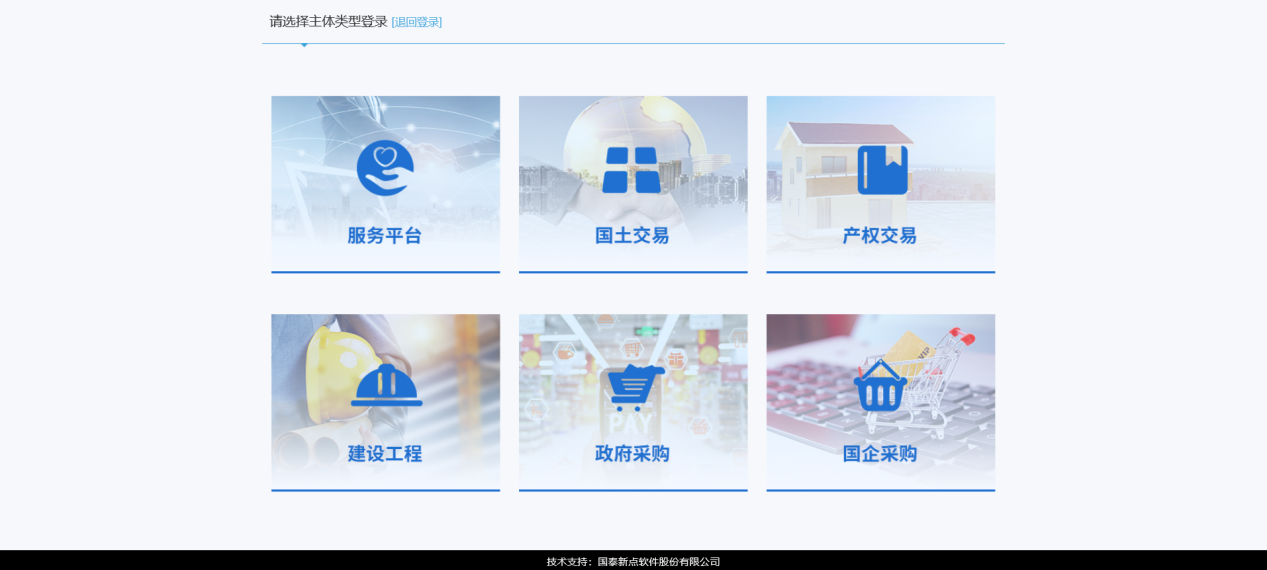 请选择主体类型登录 [退回登录]
服务平台
国土交易
产权交易
VIP
建设工程
PAY
政府采购
国企采购
技术支持：国泰新点软件股份有限公司